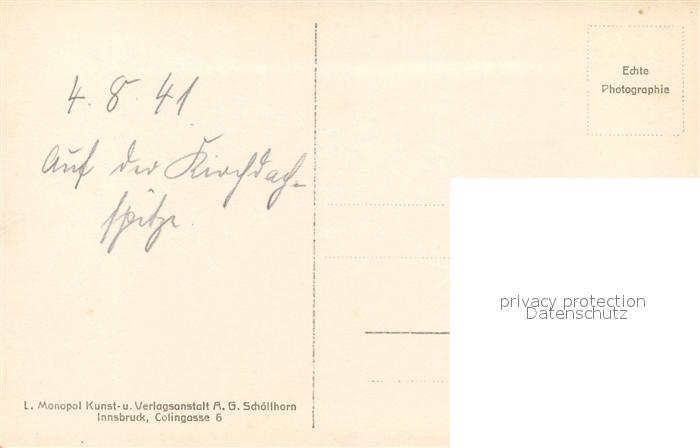 4. 8. 41
Auf der Kirchdach-
spitze.
Echte
Photographie
privacy protection
Datenschutz
L. Monopol Kunst- u. Verlagsanstalt A. G. Schöllhorn
Innsbruck, Colingasse 6